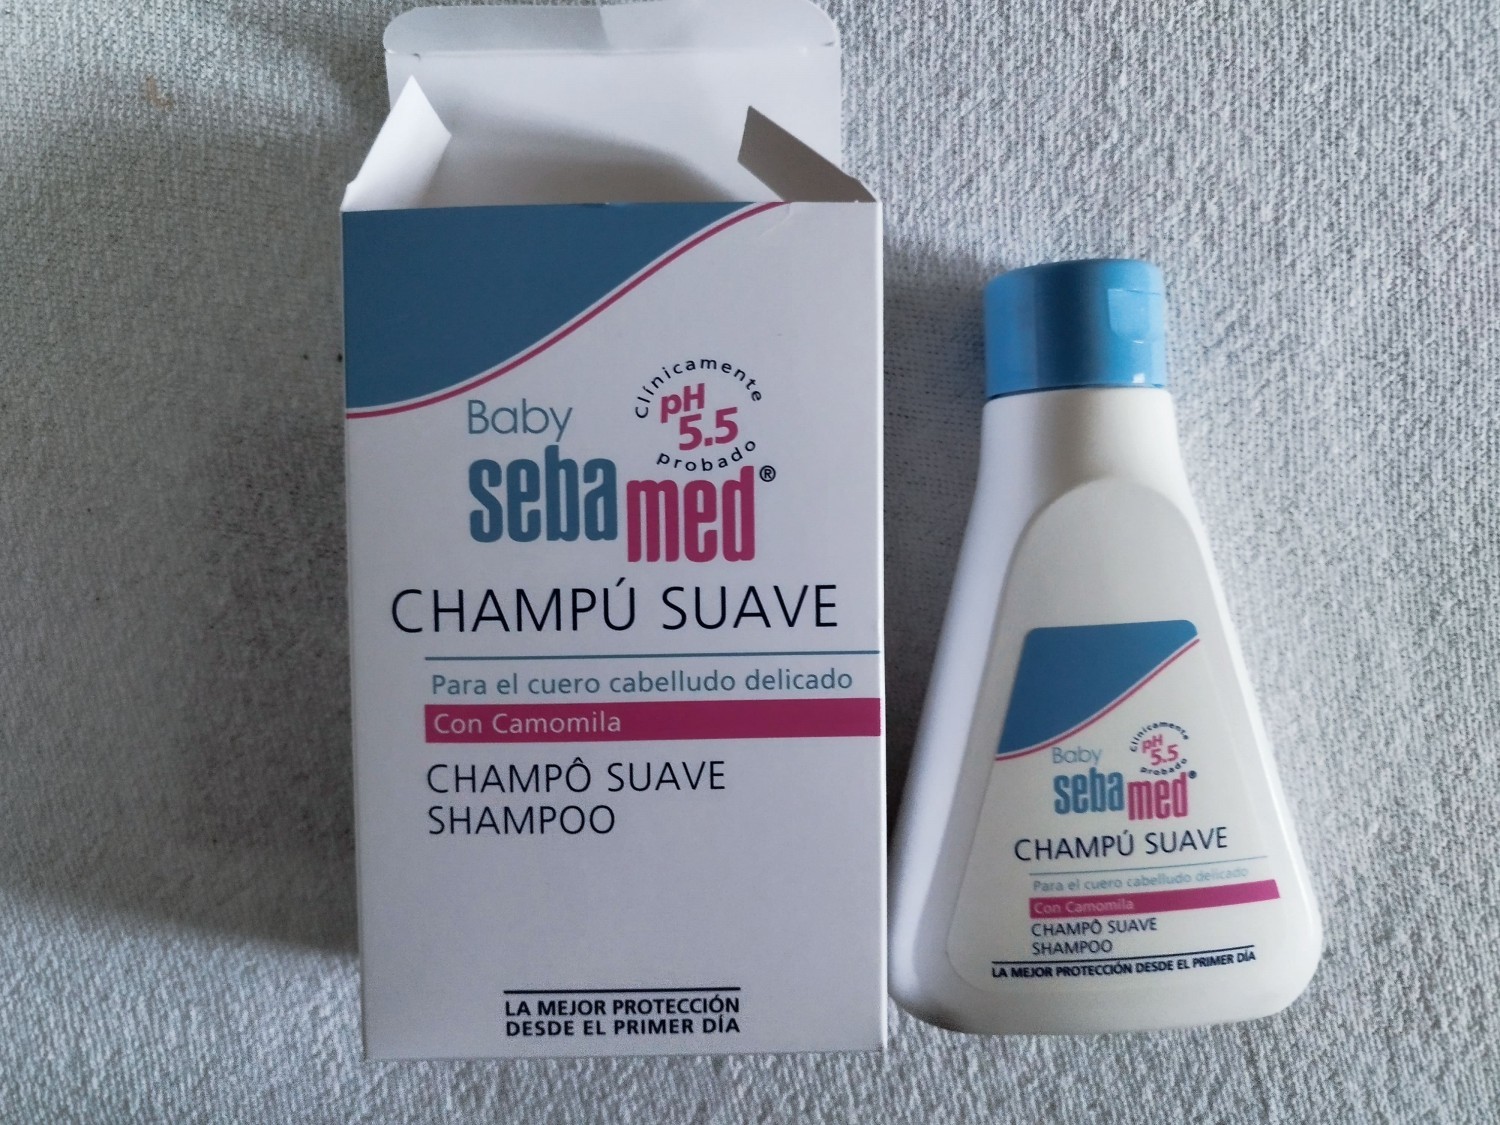 Baby
Clínicamente
pH
5.5
probado
sebamed®
CHAMPÚ SUAVE
Para el cuero cabelludo delicado
Con Camomila
CHAMPÔ SUAVE
SHAMPOO
LA MEJOR PROTECCIÓN
DESDE EL PRIMER DÍA
Baby
Clínicamente
pH
5.5
probado
sebamed®
CHAMPÚ SUAVE
Para el cuero cabelludo delicado
Con Camomila
CHAMPÔ SUAVE
SHAMPOO
LA MEJOR PROTECCIÓN DESDE EL PRIMER DÍA